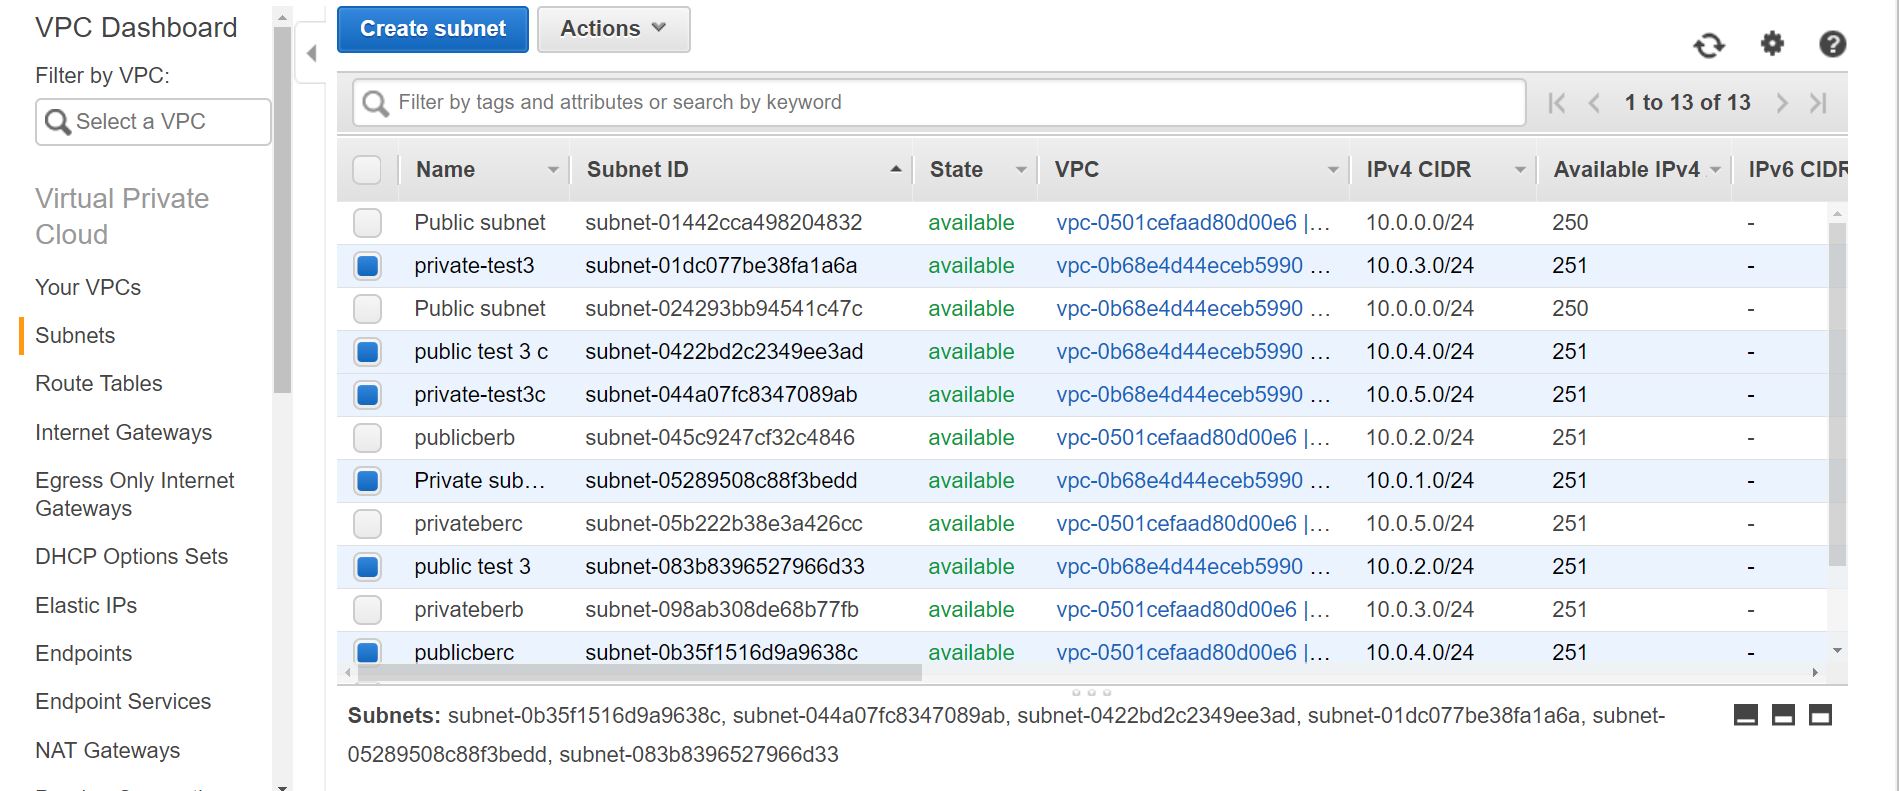 VPC Dashboard
Filter by VPC:
Select a VPC
Virtual Private
Cloud
Your VPCs
Subnets
Route Tables
Internet Gateways
Egress Only Internet
Gateways
DHCP Options Sets
Elastic IPs
Endpoints
Endpoint Services
NAT Gateways
Create subnet Actions
Filter by tags and attributes or search by keyword 1 to 13 of 13
Name Subnet ID State VPC IPv4 CIDR Available IPv4 IPv6 CIDR
Public subnet subnet-01442cca498204832 available vpc-0501cefaad80d00e6 |... 10.0.0.0/24 250 -
private-test3 subnet-01dc077be38fa1a6a available vpc-0b68e4d44eceb5990 ... 10.0.3.0/24 251 -
Public subnet subnet-024293bb94541c47c available vpc-0b68e4d44eceb5990 ... 10.0.0.0/24 250 -
public test 3 c subnet-0422bd2c2349ee3ad available vpc-0b68e4d44eceb5990 ... 10.0.4.0/24 251 -
private-test3c subnet-044a07fc8347089ab available vpc-0b68e4d44eceb5990 ... 10.0.5.0/24 251 -
publicberb subnet-045c9247cf32c4846 available vpc-0501cefaad80d00e6 |... 10.0.2.0/24 251 -
Private sub... subnet-05289508c88f3bedd available vpc-0b68e4d44eceb5990 ... 10.0.1.0/24 251 -
privateberc subnet-05b222b38e3a426cc available vpc-0501cefaad80d00e6 |... 10.0.5.0/24 251 -
public test 3 subnet-083b8396527966d33 available vpc-0b68e4d44eceb5990 ... 10.0.2.0/24 251 -
privateberb subnet-098ab308de68b77fb available vpc-0501cefaad80d00e6 |... 10.0.3.0/24 251 -
publicberc subnet-0b35f1516d9a9638c available vpc-0501cefaad80d00e6 |... 10.0.4.0/24 251 -
Subnets: subnet-0b35f1516d9a9638c, subnet-044a07fc8347089ab, subnet-0422bd2c2349ee3ad, subnet-01dc077be38fa1a6a, subnet-
05289508c88f3bedd, subnet-083b8396527966d33